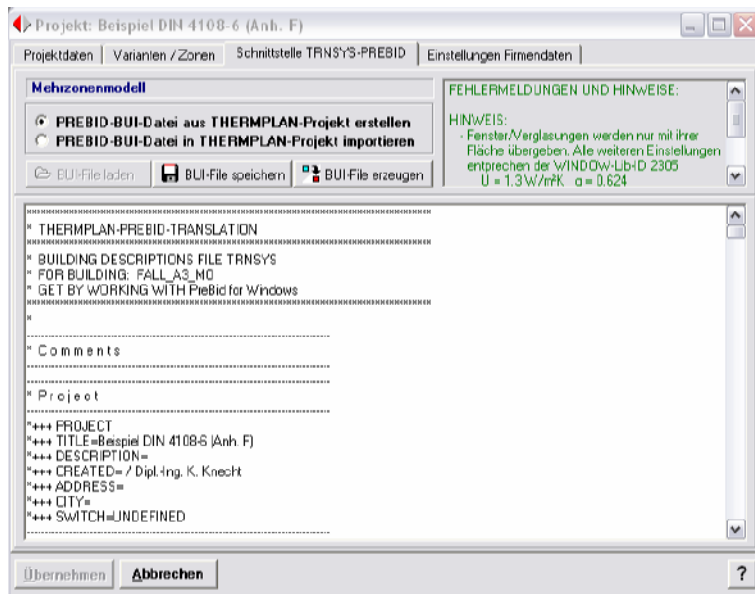 Projekt: Beispiel DIN 4108-6 (Anh. F)
Projektdaten Varianten / Zonen Schnittstelle TRNSYS-PREBID Einstellungen Firmendaten
Mehrzonenmodell
PREBID-BUI-Datei aus THERMPLAN-Projekt erstellen
PREBID-BUI-Datei in THERMPLAN-Projekt importieren
BUI-File laden BUI-File speichern BUI-File erzeugen
FEHLERMELDUNGEN UND HINWEISE:
HINWEIS:
- Fenster/Verglasungen werden nur mit ihrer
Fläche übergeben. Alle weiteren Einstellungen
entprechen der WINDOW-Lib-ID 2305
U = 1.3 W/m²K g = 0.624
* THERMPLAN-PREBID-TRANSLATION
* BUILDING DESCRIPTIONS FILE TRNSYS
* FOR BUILDING: FALL_A3_MO
* GET BY WORKING WITH PreBid for Windows
*
* C o m m e n t s
* P r o j e c t
*+++ PROJECT
*+++ TITLE=Beispiel DIN 4108-6 (Anh. F)
*+++ DESCRIPTION=
*+++ CREATED= / Dipl.-Ing. K. Knecht
*+++ ADDRESS=
*+++ CITY=
*+++ SWITCH=UNDEFINED
Übernehmen Abbrechen ?